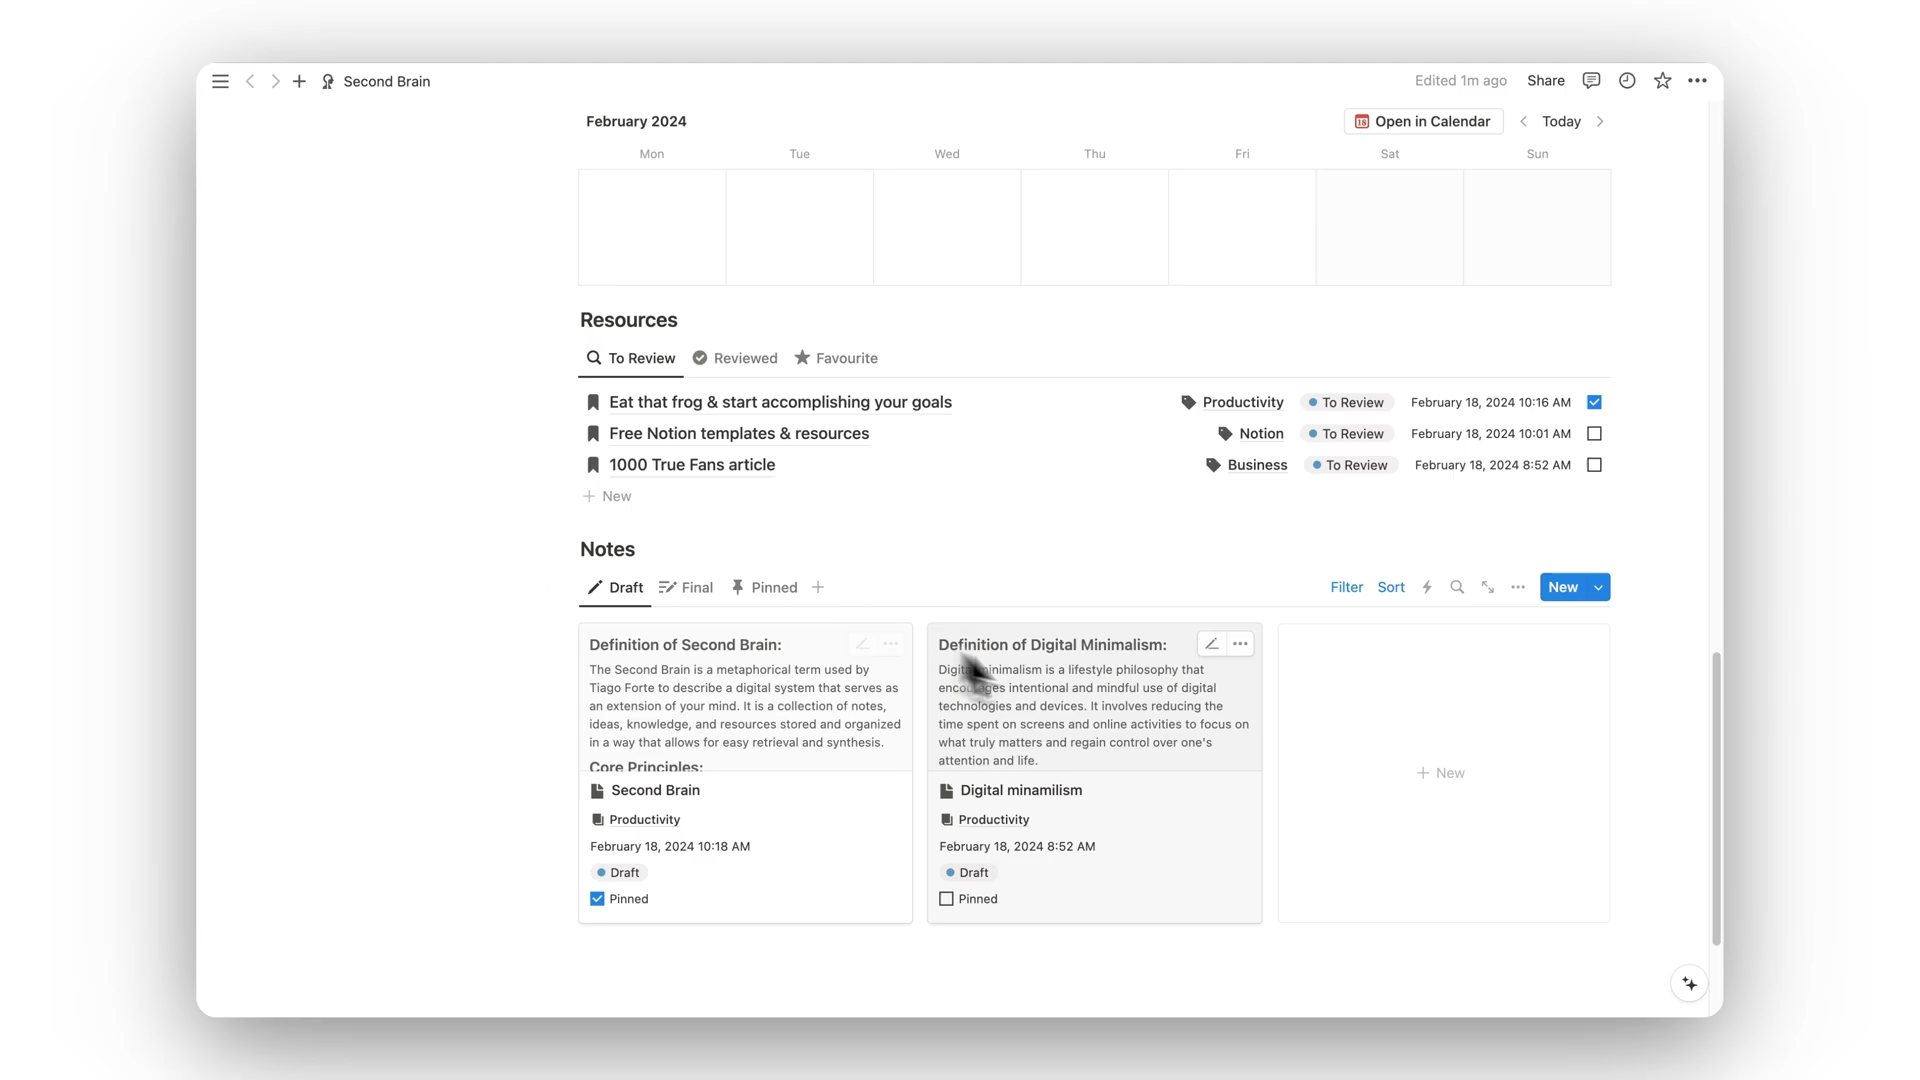 Second Brain
Edited 1m ago
Share
February 2024
18
Open in Calendar
Today
Mon Tue Wed Thu Fri Sat Sun
Resources
To Review Reviewed Favourite
Eat that frog & start accomplishing your goals Productivity To Review February 18, 2024 10:16 AM
Free Notion templates & resources Notion To Review February 18, 2024 10:01 AM
1000 True Fans article Business To Review February 18, 2024 8:52 AM
New
Notes
Draft Final Pinned
Filter Sort New
Definition of Second Brain:
The Second Brain is a metaphorical term used by
Tiago Forte to describe a digital system that serves as
an extension of your mind. It is a collection of notes,
ideas, knowledge, and resources stored and organized
in a way that allows for easy retrieval and synthesis.
Core Principles:
Second Brain
Productivity
February 18, 2024 10:18 AM
Draft
Pinned
Definition of Digital Minimalism:
Digital minimalism is a lifestyle philosophy that
encourages intentional and mindful use of digital
technologies and devices. It involves reducing the
time spent on screens and online activities to focus on
what truly matters and regain control over one's
attention and life.
Digital minamilism
Productivity
February 18, 2024 8:52 AM
Draft
Pinned
New